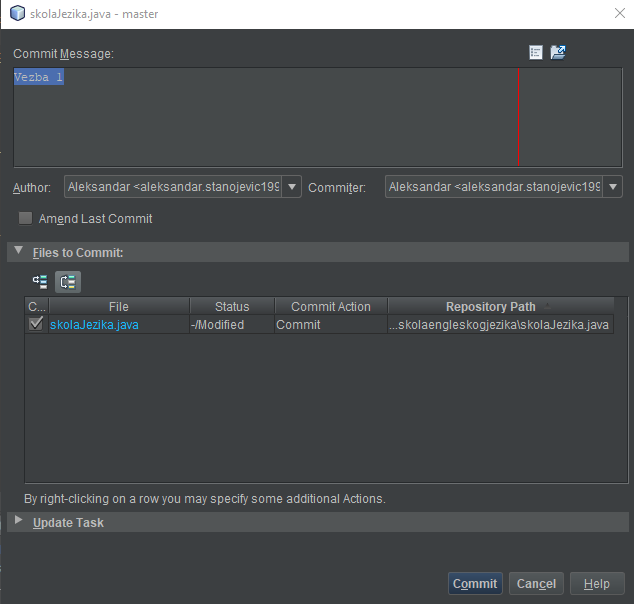 skolaJezika.java - master
Commit Message:
Vezba 1
Author: Aleksandar <aleksandar.stanojevic199 Commiter: Aleksandar <aleksandar.stanojevic199
Amend Last Commit
Files to Commit:
C... File Status Commit Action Repository Path
skolaJezika.java -/Modified Commit ...skolaengleskogjezika\skolaJezika.java
By right-clicking on a row you may specify some additional Actions.
Update Task
Commit Cancel Help